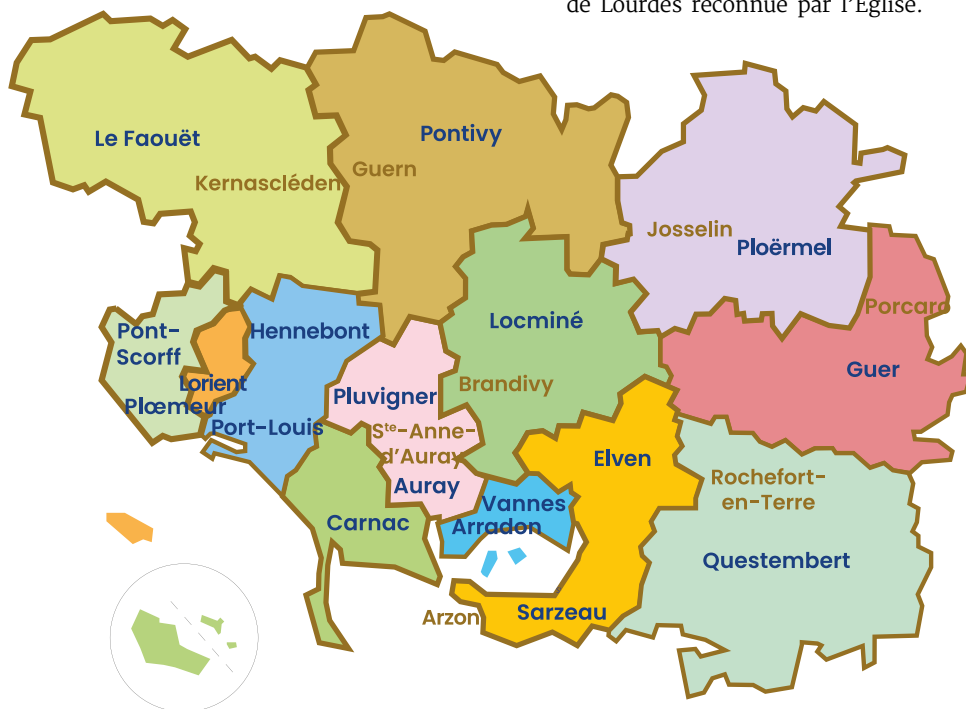 de Lourdes reconnue par l'Église.
Le Faouët
Pontivy
Guern
Kernascléden
Josselin
Ploërmel
Porcaro
Pont-
Scorff
Hennebont
Locminé
Guer
Lorient
Plœmeur
Port-Louis
Pluvigner
Brandivy
Ste-Anne-
d'Auray
Auray
Elven
Rochefort-
en-Terre
Carnac
Vannes
Arradon
Questembert
Arzon
Sarzeau